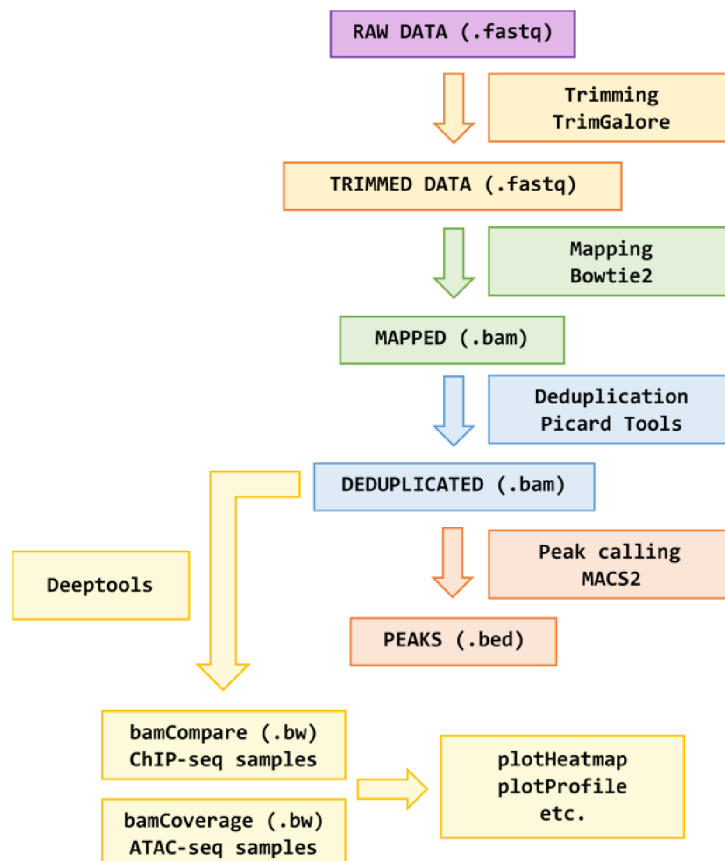 RAW DATA (.fastq)
Trimming
TrimGalore
TRIMMED DATA (.fastq)
Mapping
Bowtie2
MAPPED (.bam)
Deduplication
Picard Tools
DEDUPLICATED (.bam)
Peak calling
MACS2
Deeptools
PEAKS (.bed)
bamCompare (.bw)
ChIP-seq samples
plotHeatmap
plotProfile
etc.
bamCoverage (.bw)
ATAC-seq samples